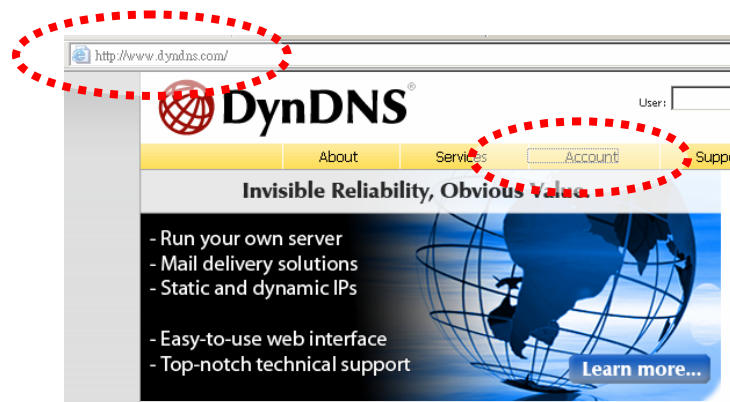 http://www.dyndns.com/
DynDNS®
User:
About Services Account Suppo
Invisible Reliability, Obvious Value.
- Run your own server
- Mail delivery solutions
- Static and dynamic IPs
- Easy-to-use web interface
- Top-notch technical support
Learn more...